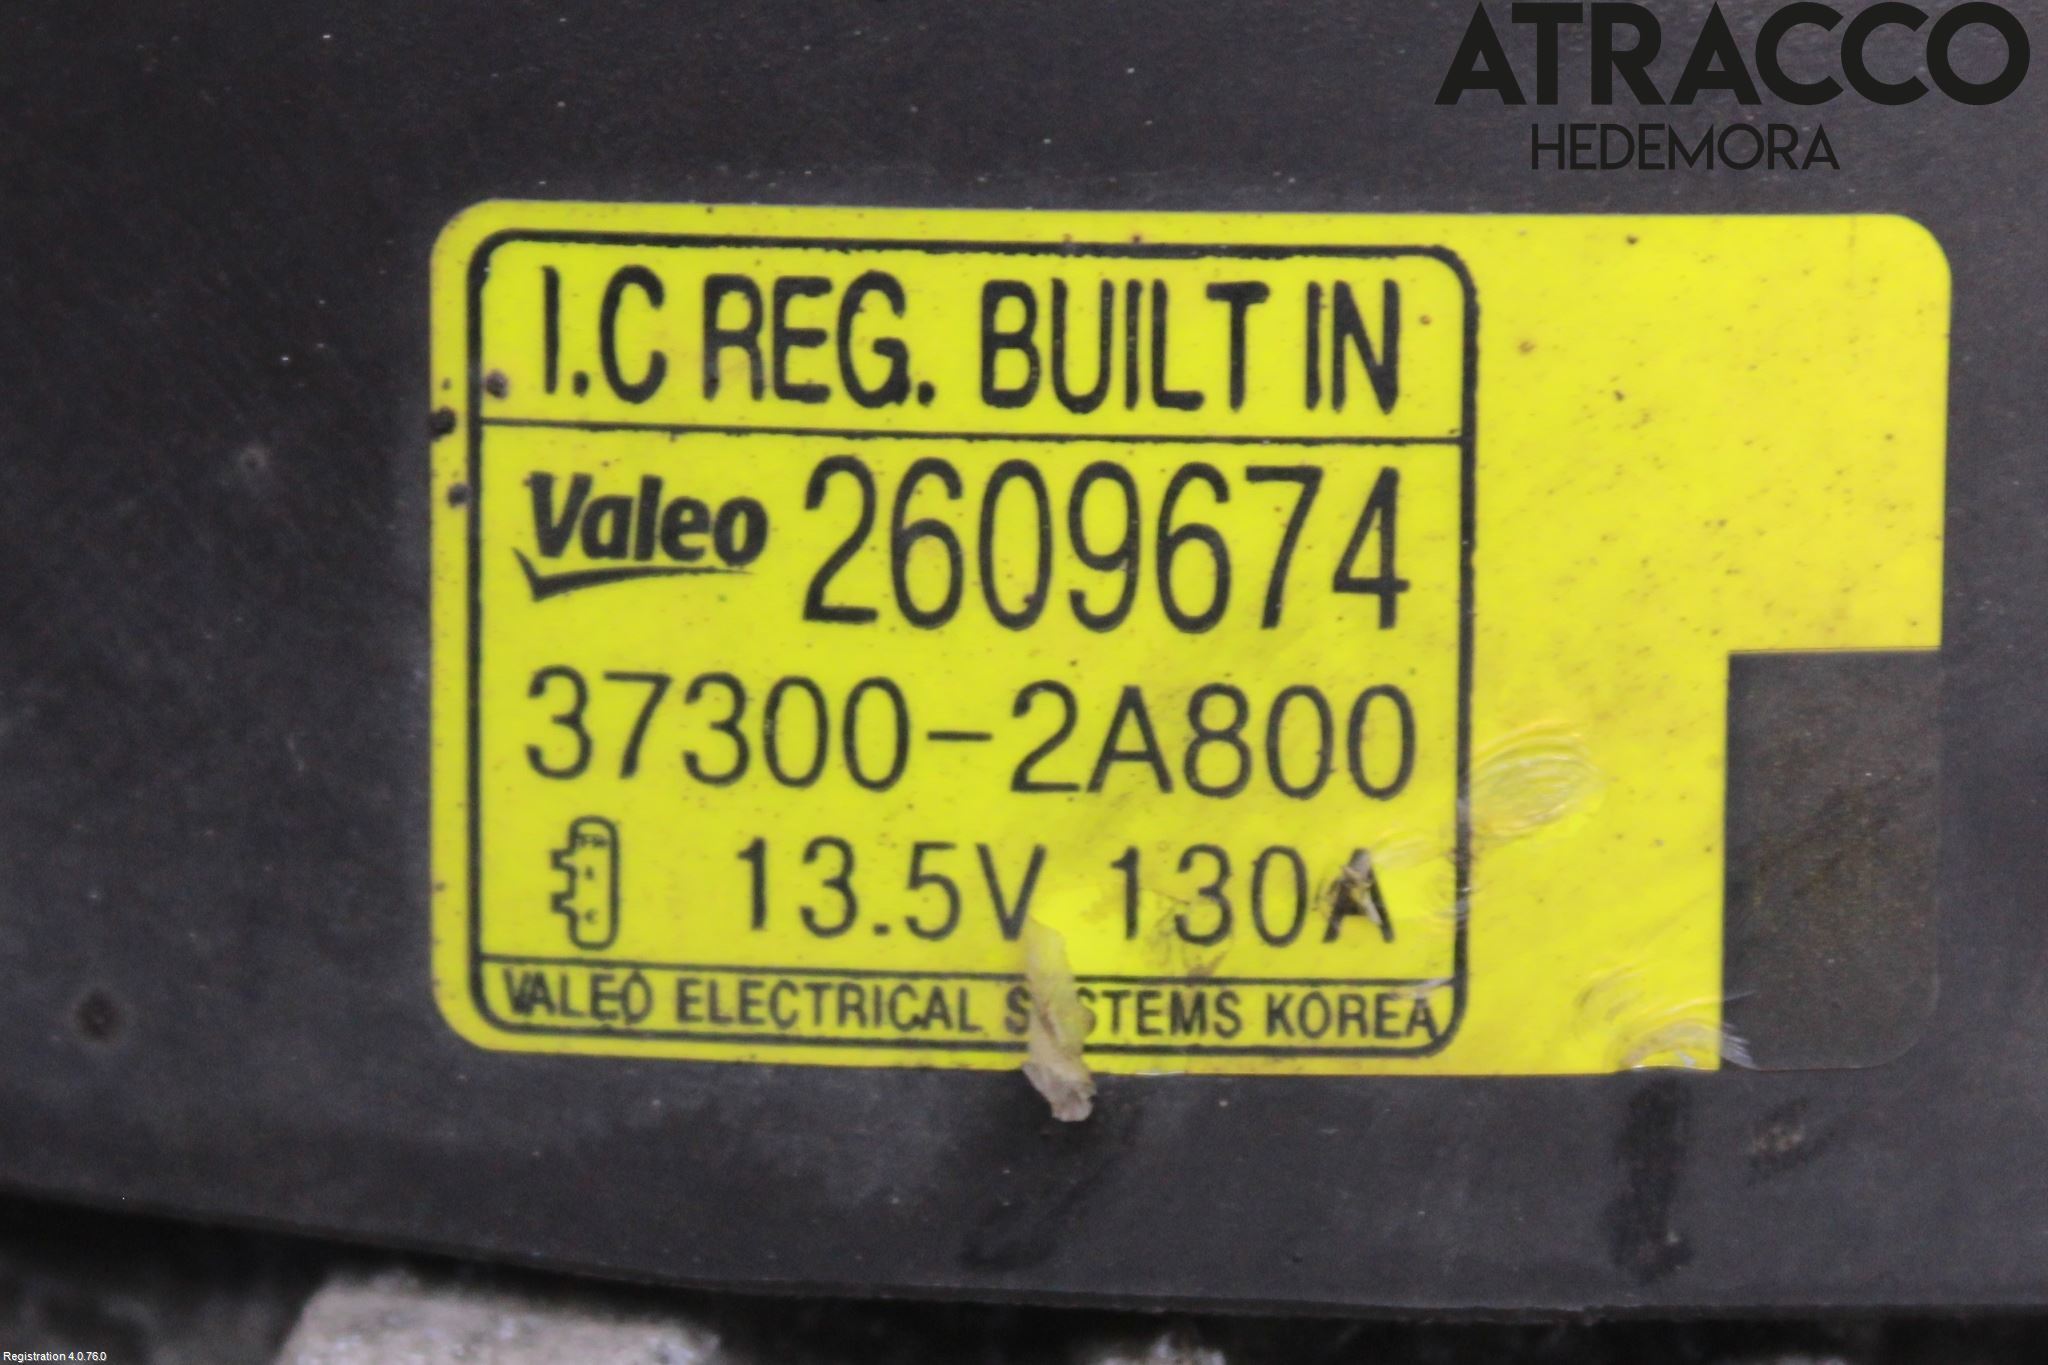 ATRACCO
HEDEMORA
I.C REG. BUILT IN
Valeo 2609674
37300-2A800
13.5V 130A
VALEO ELECTRICAL SYSTEMS KOREA
Registration 4.0.76.0